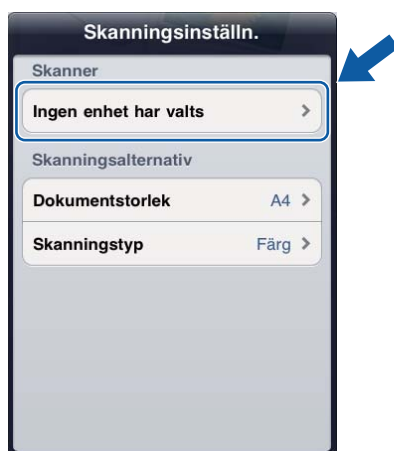 Skanningsinställn.
Skanner
Ingen enhet har valts
Skanningsalternativ
Dokumentstorlek A4
Skanningstyp Färg